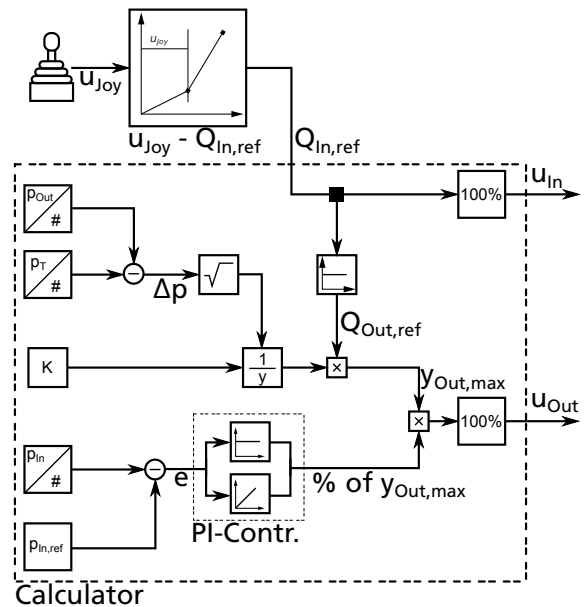 u_joy
u_Joy
u_Joy - Q_In,ref
Q_In,ref
p_Out
#
100%
u_In
p_T
#
−
Δp
√
Q_Out,ref
K
1
y
×
y_Out,max
u_Out
×
100%
p_In
#
−
e
% of y_Out,max
PI-Contr.
p_In,ref
Calculator